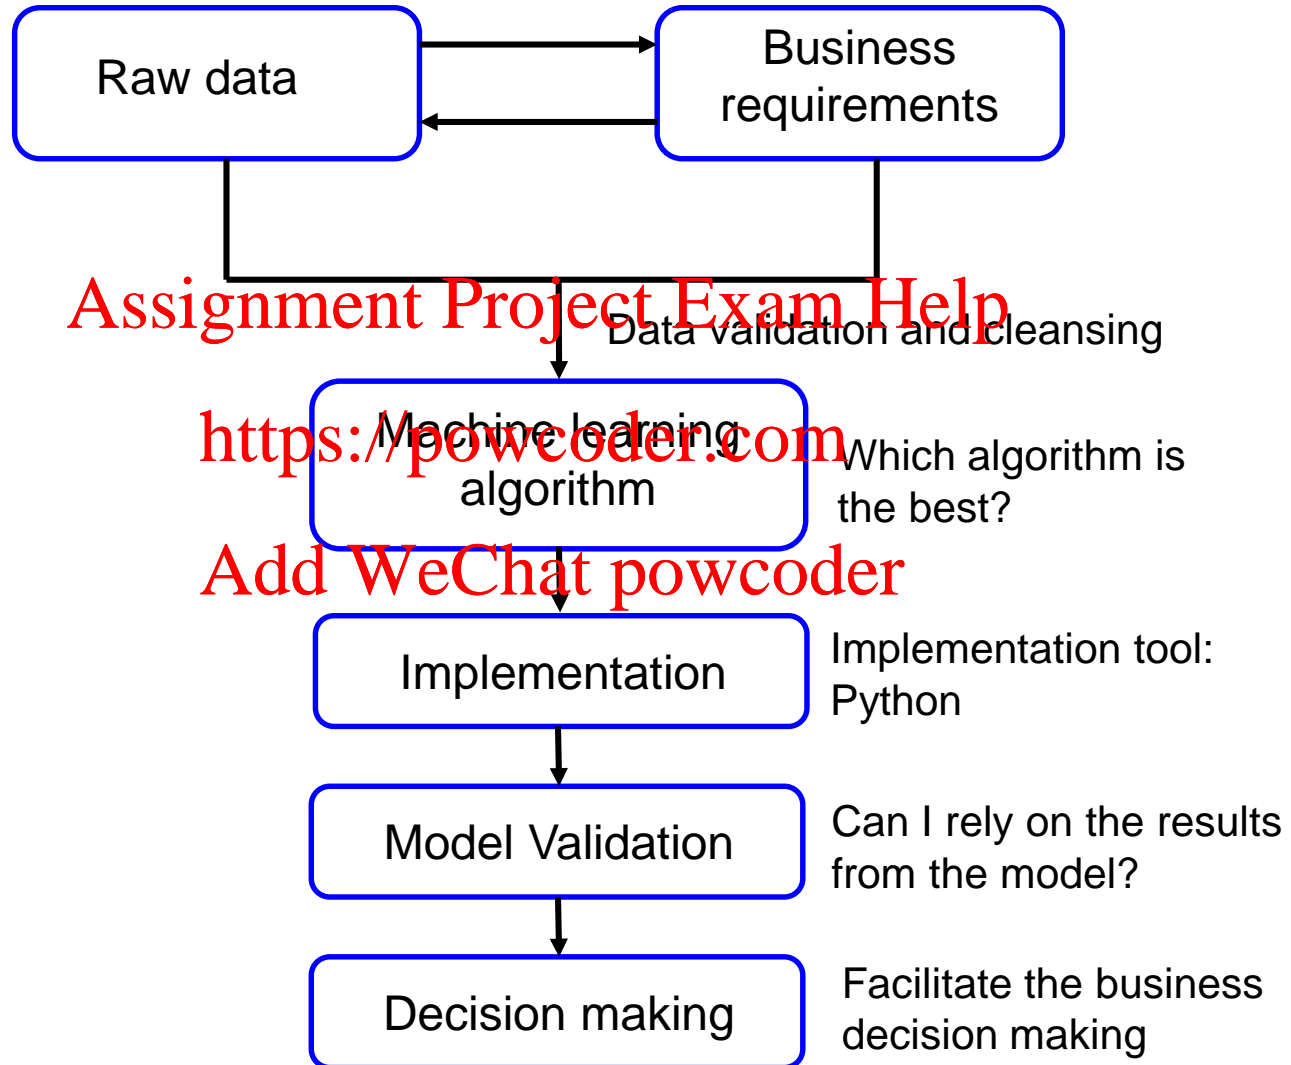 Raw data
Business
requirements
Assignment Project Exam Help
Data validation and cleansing
https://powcoder.com
Machine learning
algorithm
Which algorithm is
the best?
Add WeChat powcoder
Implementation
Implementation tool:
Python
Model Validation
Can I rely on the results
from the model?
Decision making
Facilitate the business
decision making